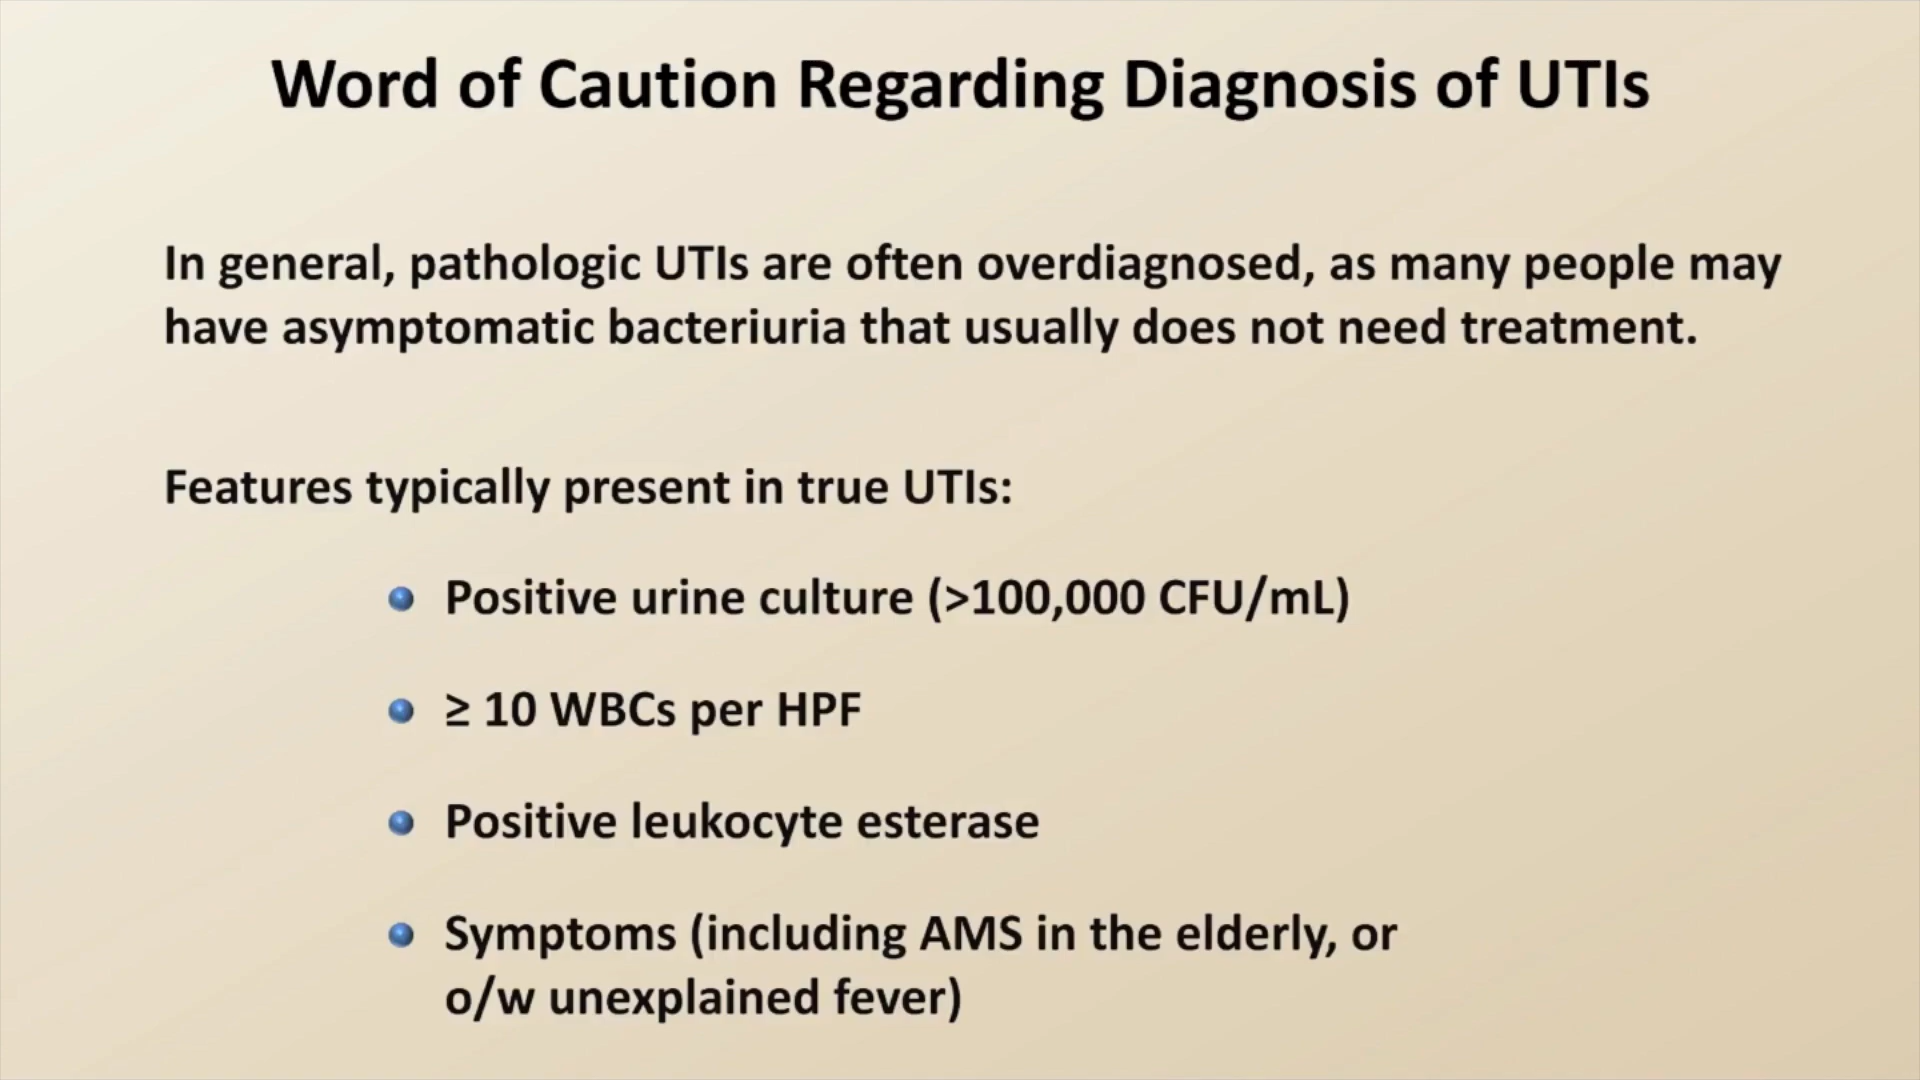 Word of Caution Regarding Diagnosis of UTIs
In general, pathologic UTIs are often overdiagnosed, as many people may
have asymptomatic bacteriuria that usually does not need treatment.
Features typically present in true UTIs:
Positive urine culture (>100,000 CFU/mL)
≥ 10 WBCs per HPF
Positive leukocyte esterase
Symptoms (including AMS in the elderly, or
o/w unexplained fever)